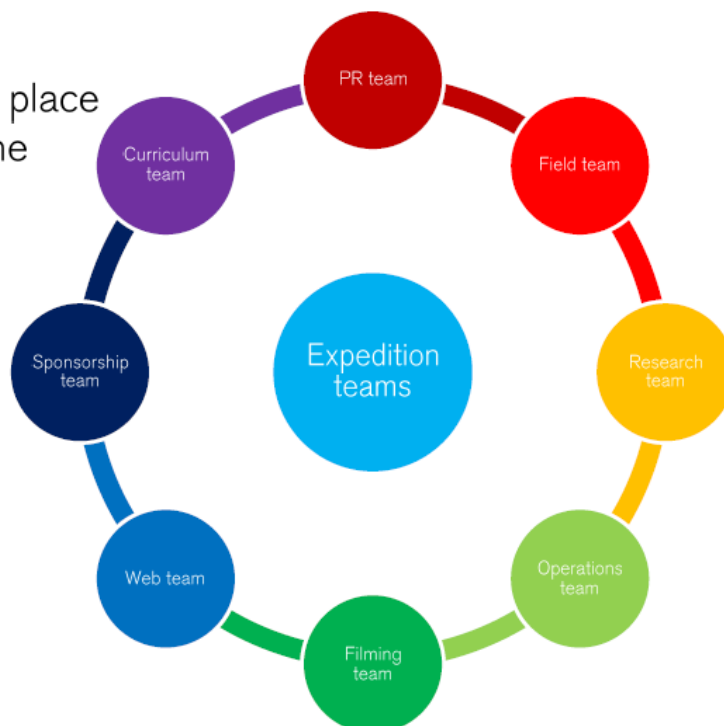 place
PR team
Curriculum
team
Field team
Expedition
teams
Sponsorship
team
Research
team
Web team
Operations
team
Filming
team